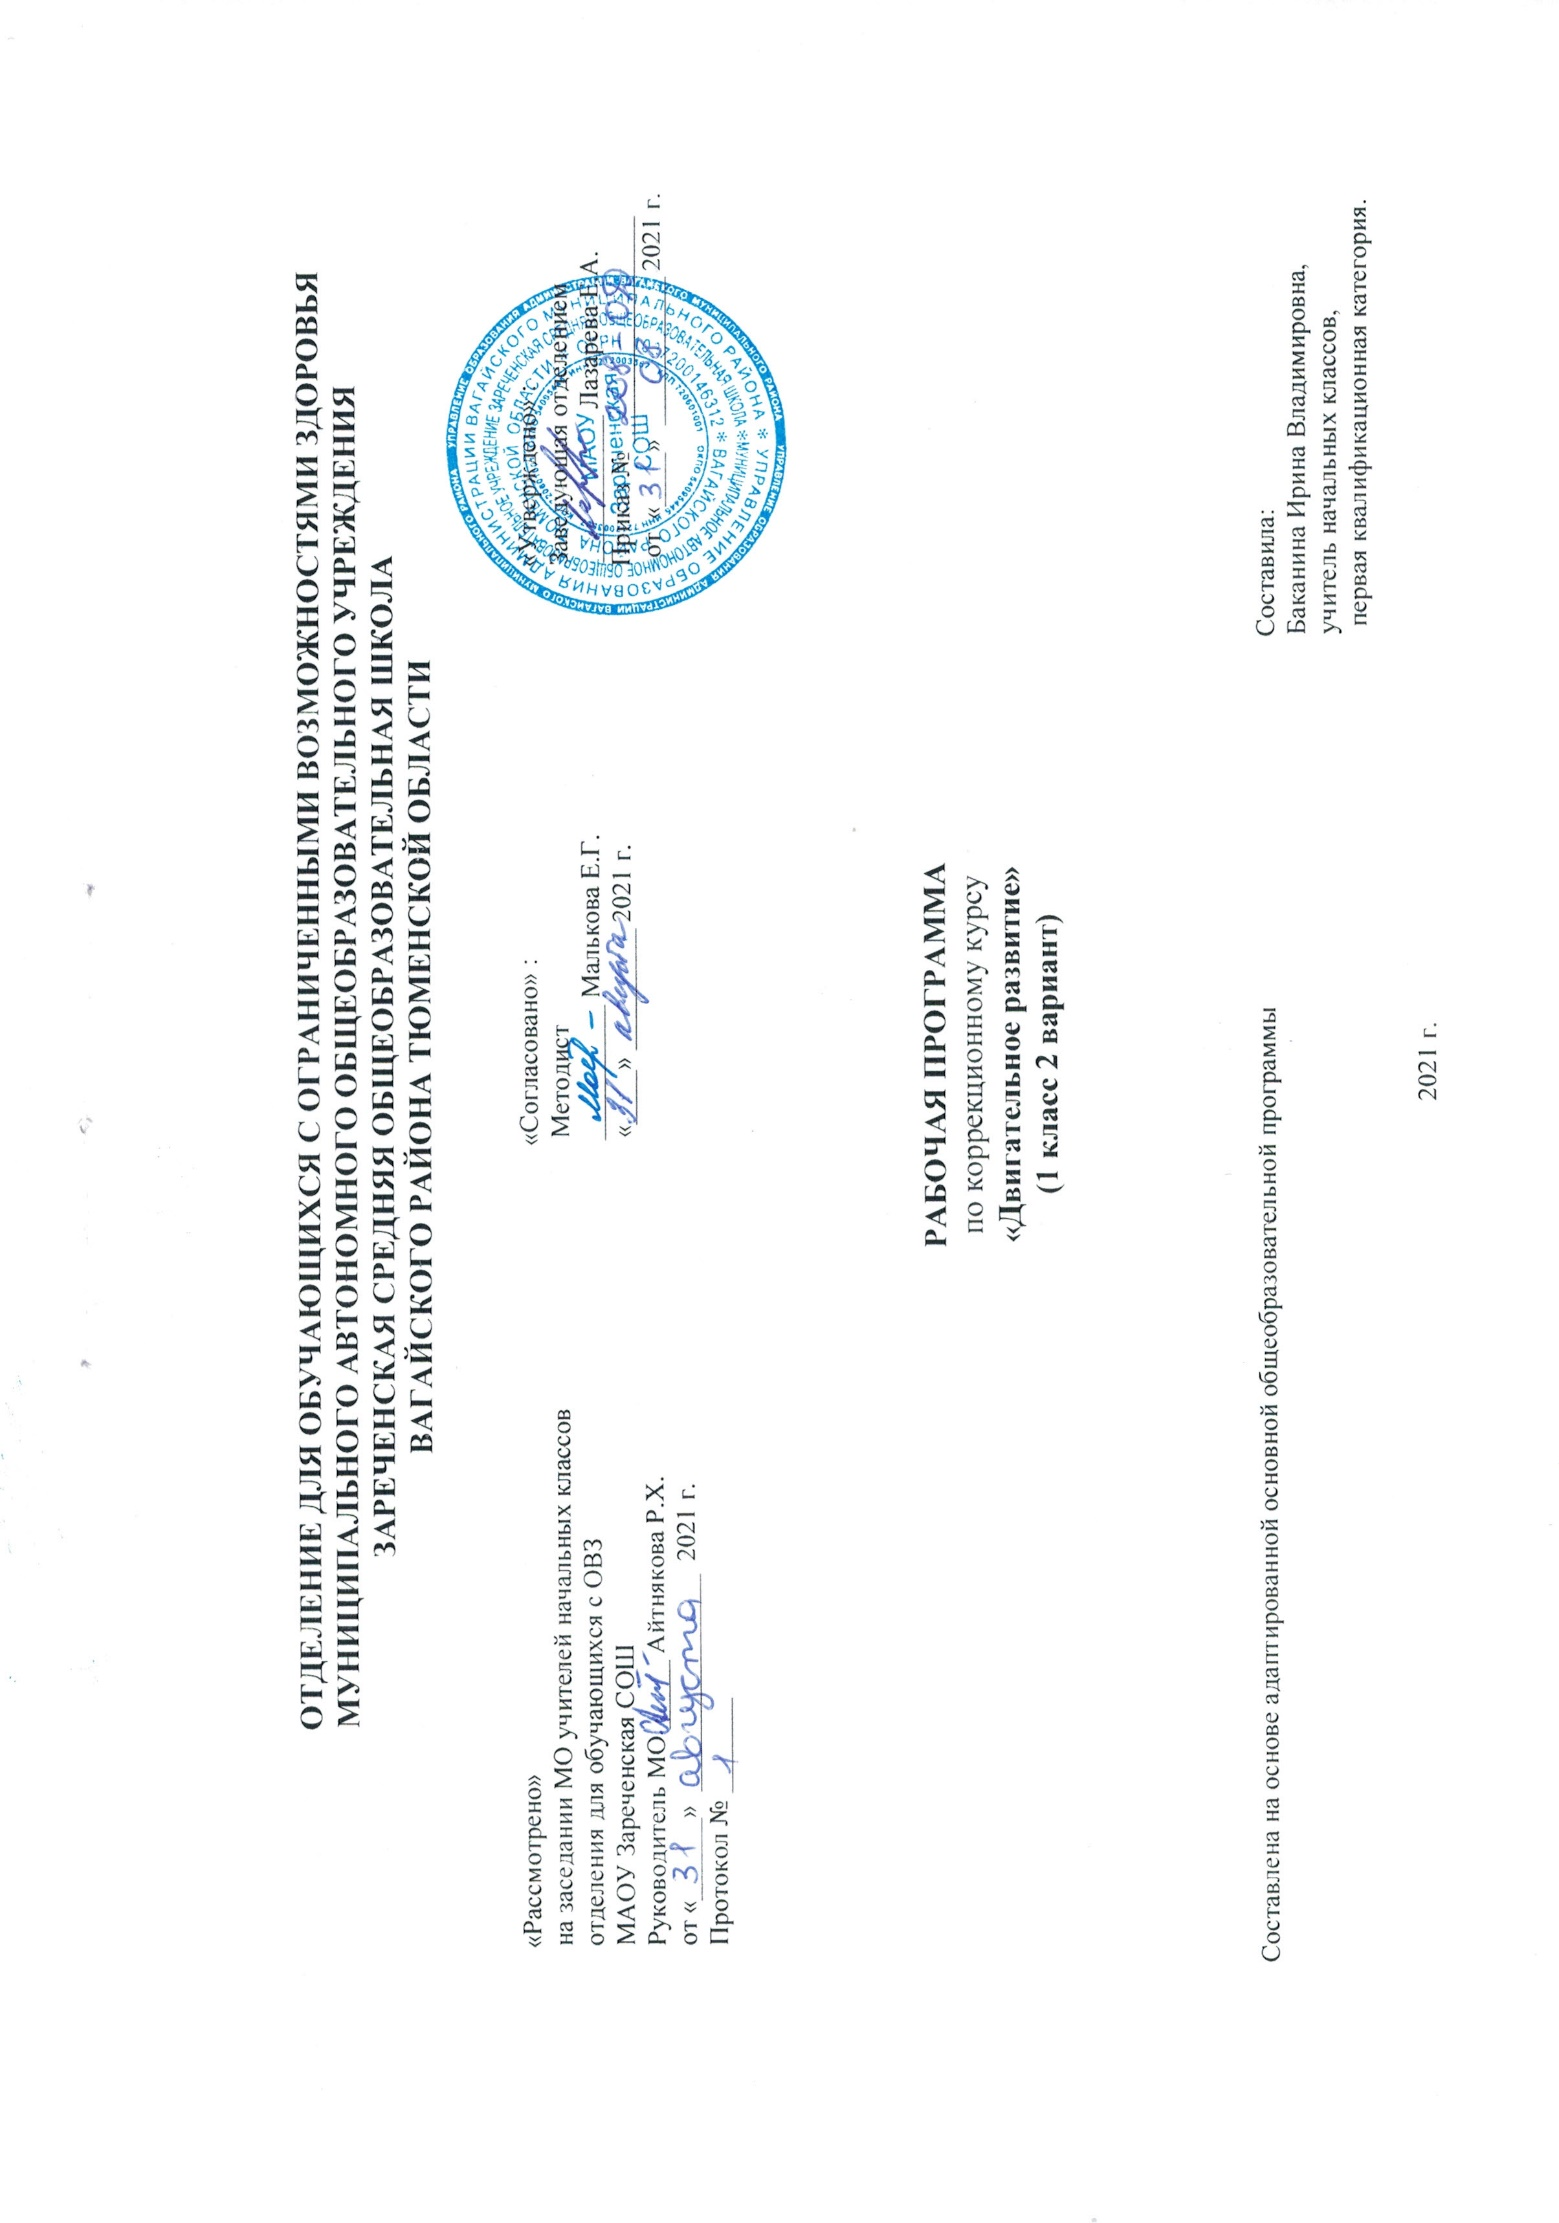 ОТДЕЛЕНИЕ ДЛЯ ОБУЧАЮЩИХСЯ С ОГРАНИЧЕННЫМИ ВОЗМОЖНОСТЯМИ ЗДОРОВЬЯ
МУНИЦИПАЛЬНОГО АВТОНОМНОГО ОБЩЕОБРАЗОВАТЕЛЬНОГО УЧРЕЖДЕНИЯ
ЗАРЕЧЕНСКАЯ СРЕДНЯЯ ОБЩЕОБРАЗОВАТЕЛЬНАЯ ШКОЛА
ВАГАЙСКОГО РАЙОНА ТЮМЕНСКОЙ ОБЛАСТИ
«Рассмотрено»
на заседании МО учителей начальных классов
отделения для обучающихся с ОВЗ
МАОУ Зареченская СОШ
Руководитель МО Айтнякова Р.Х.
от « 31 » августа 2021 г.
Протокол № 1
«Согласовано» :
Методист
Малькова Е.Г.
« 31 » августа 2021 г.
«Утверждено» :
Заведующая отделением
Лазарева Н.А.
Приказ №
от « 31 » 08 2021 г.
МАОУ
Зареченская
СОШ
РАБОЧАЯ ПРОГРАММА
по коррекционному курсу
«Двигательное развитие»
(1 класс 2 вариант)
Составлена на основе адаптированной основной общеобразовательной программы
Составила:
Баканина Ирина Владимировна,
учитель начальных классов,
первая квалификационная категория.
2021 г.